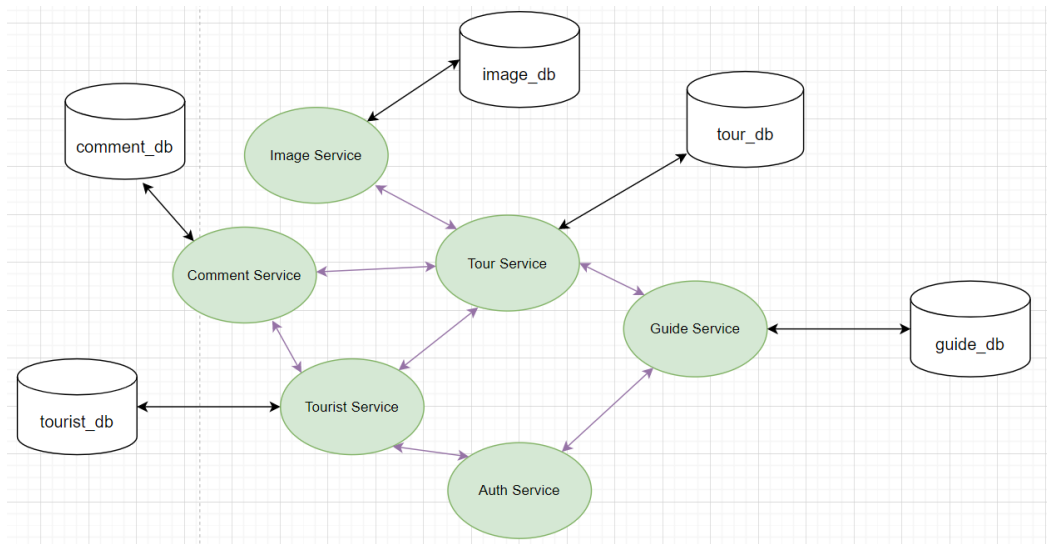 image_db
tour_db
comment_db
Image Service
Tour Service
Comment Service
Guide Service
guide_db
Tourist Service
tourist_db
Auth Service